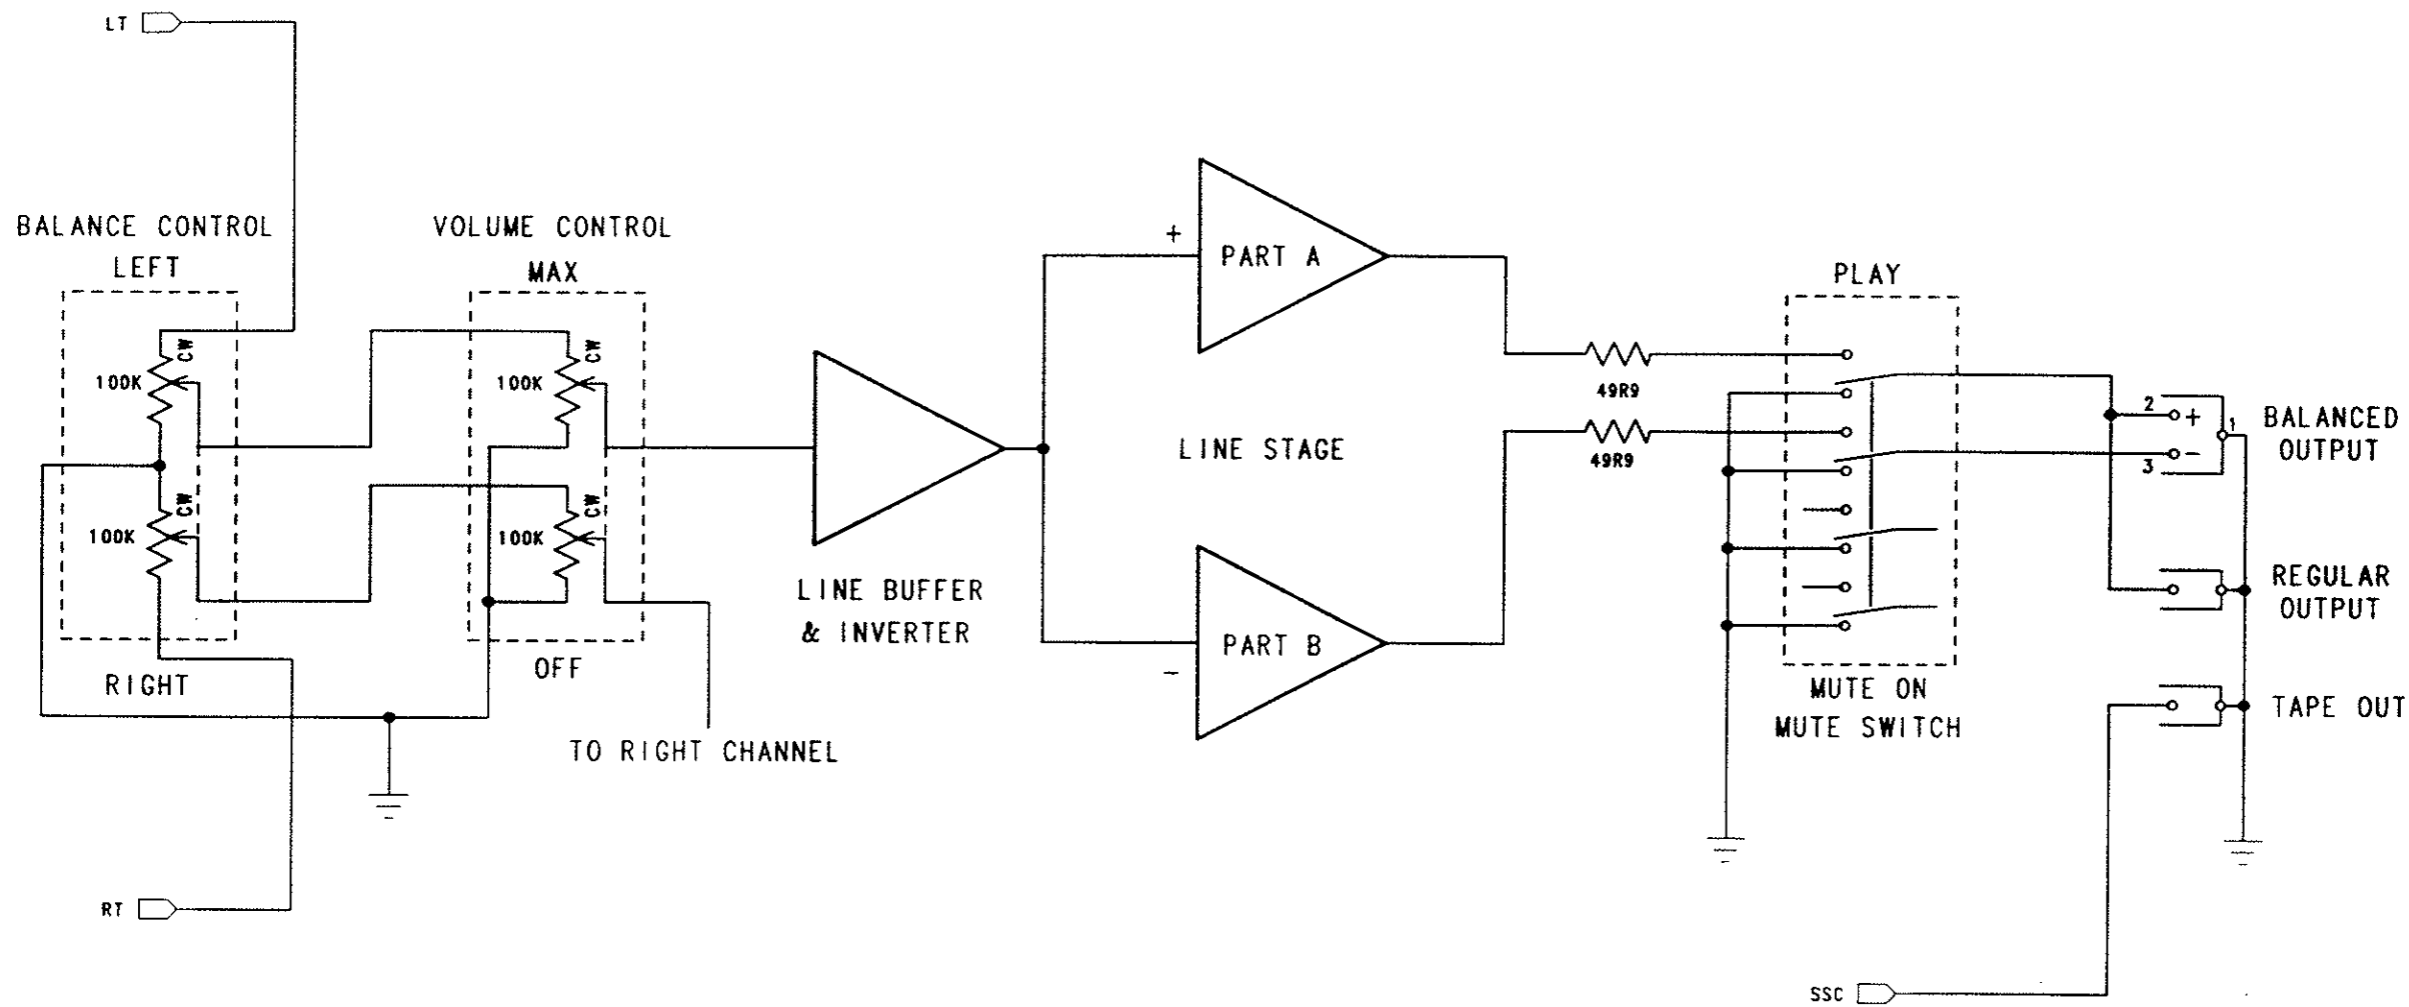 LT
BALANCE CONTROL
LEFT
VOLUME CONTROL
MAX
CW
100K
CW
100K
CW
100K
CW
100K
RIGHT
OFF
TO RIGHT CHANNEL
LINE BUFFER
& INVERTER
+
PART A
LINE STAGE
PART B
-
49R9
49R9
PLAY
MUTE ON
MUTE SWITCH
2
+
1
-
3
BALANCED
OUTPUT
REGULAR
OUTPUT
TAPE OUT
RT
SSC